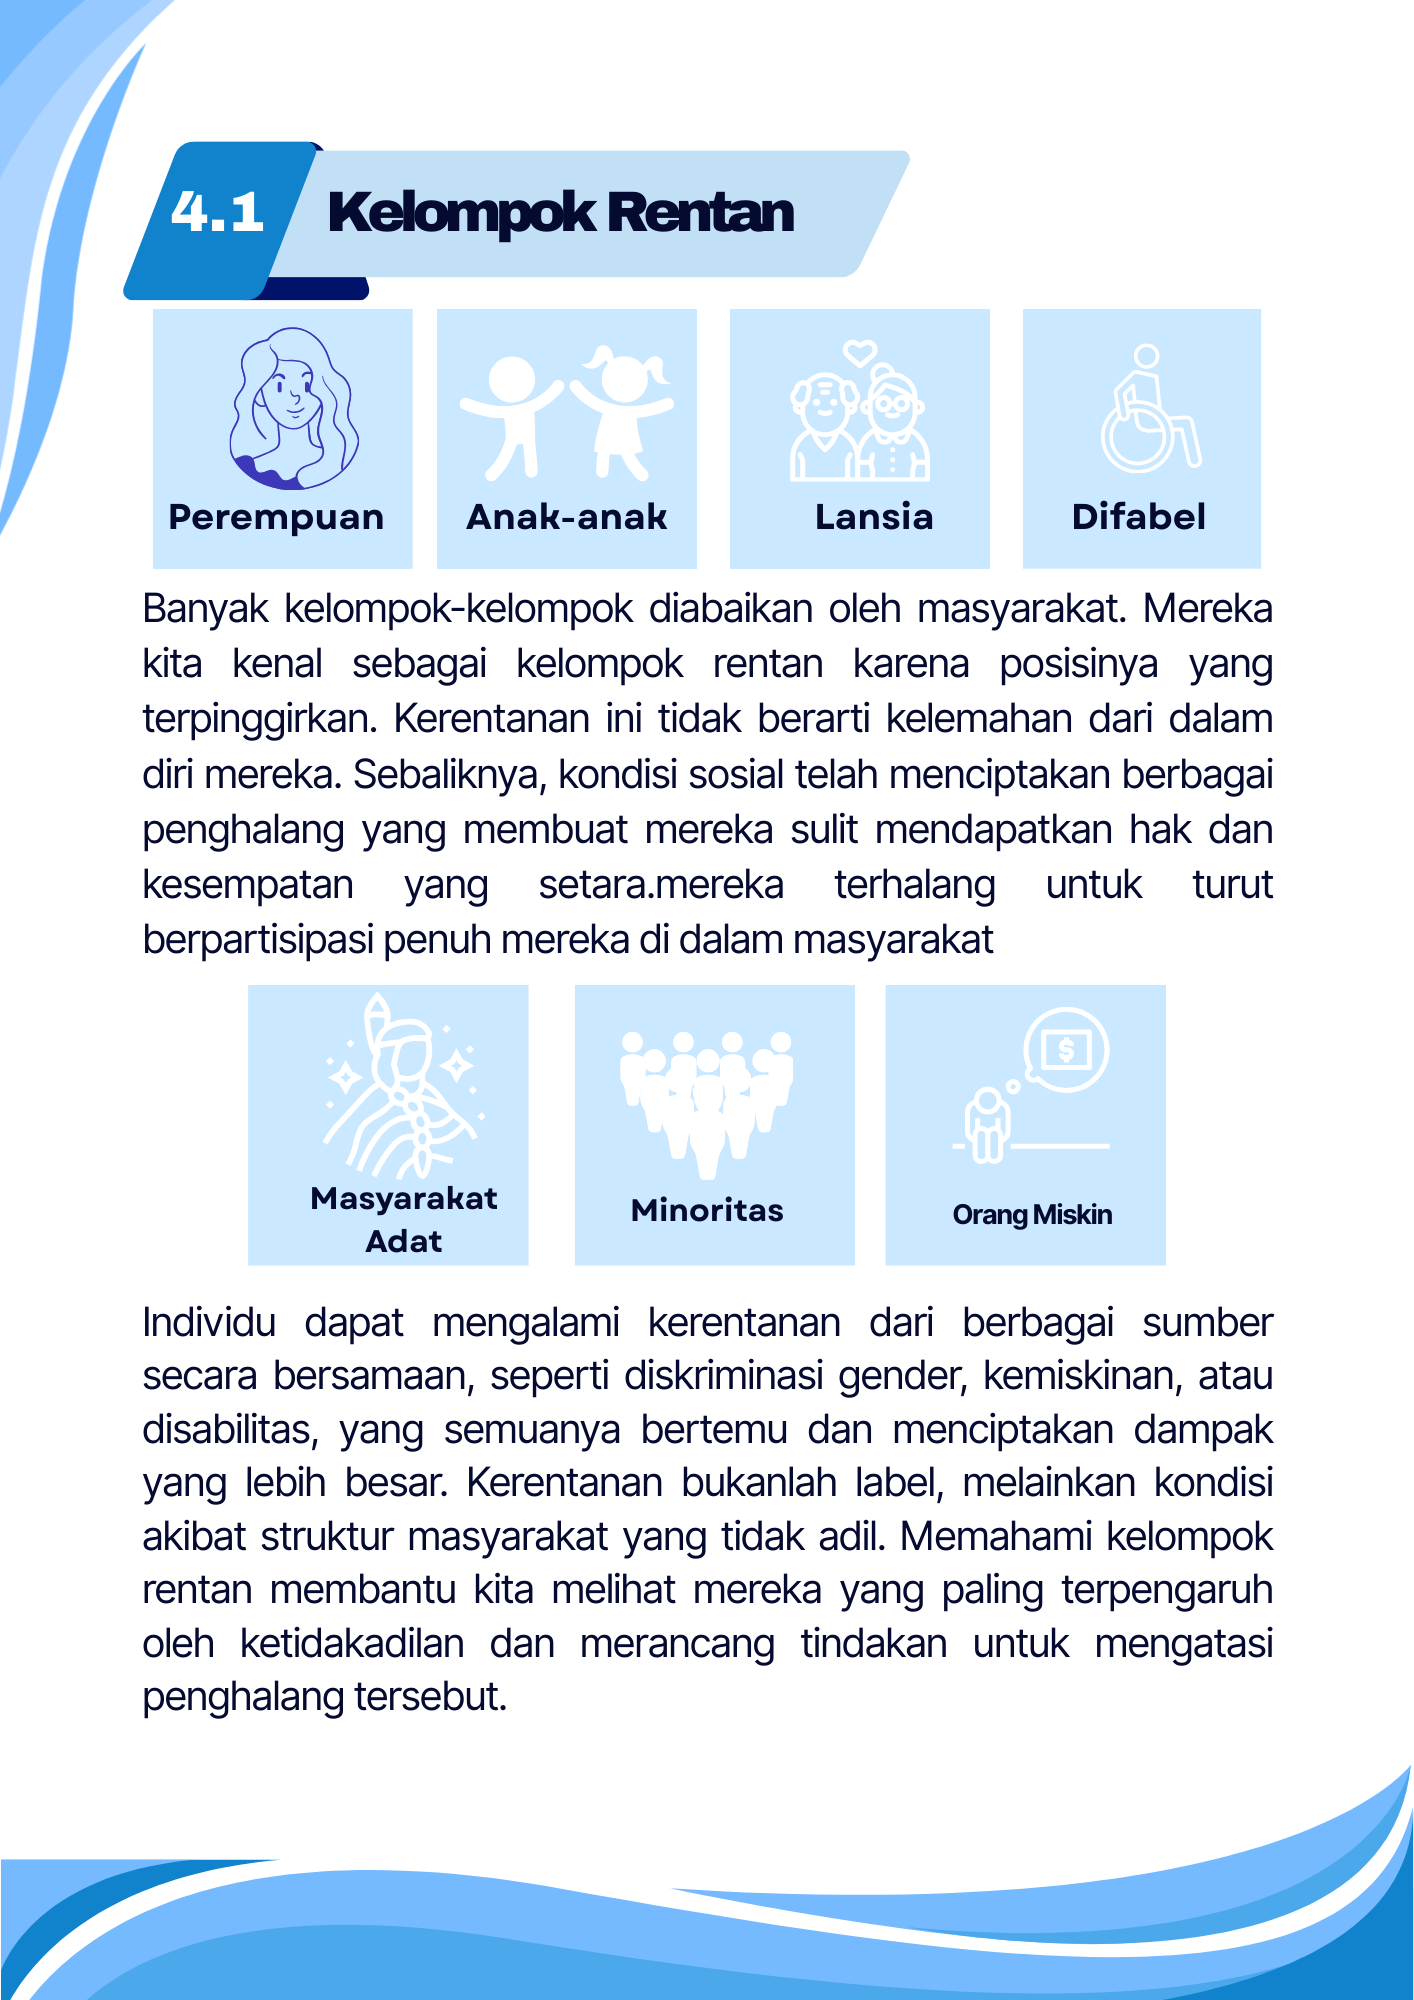 4.1 Kelompok Rentan
Perempuan
Anak-anak
Lansia
Difabel
Banyak kelompok-kelompok diabaikan oleh masyarakat. Mereka
kita kenal sebagai kelompok rentan karena posisinya yang
terpinggirkan. Kerentanan ini tidak berarti kelemahan dari dalam
diri mereka. Sebaliknya, kondisi sosial telah menciptakan berbagai
penghalang yang membuat mereka sulit mendapatkan hak dan
kesempatan yang setara.mereka terhalang untuk turut
berpartisipasi penuh mereka di dalam masyarakat
Masyarakat
Adat
Minoritas
$
Orang Miskin
Individu dapat mengalami kerentanan dari berbagai sumber
secara bersamaan, seperti diskriminasi gender, kemiskinan, atau
disabilitas, yang semuanya bertemu dan menciptakan dampak
yang lebih besar. Kerentanan bukanlah label, melainkan kondisi
akibat struktur masyarakat yang tidak adil. Memahami kelompok
rentan membantu kita melihat mereka yang paling terpengaruh
oleh ketidakadilan dan merancang tindakan untuk mengatasi
penghalang tersebut.